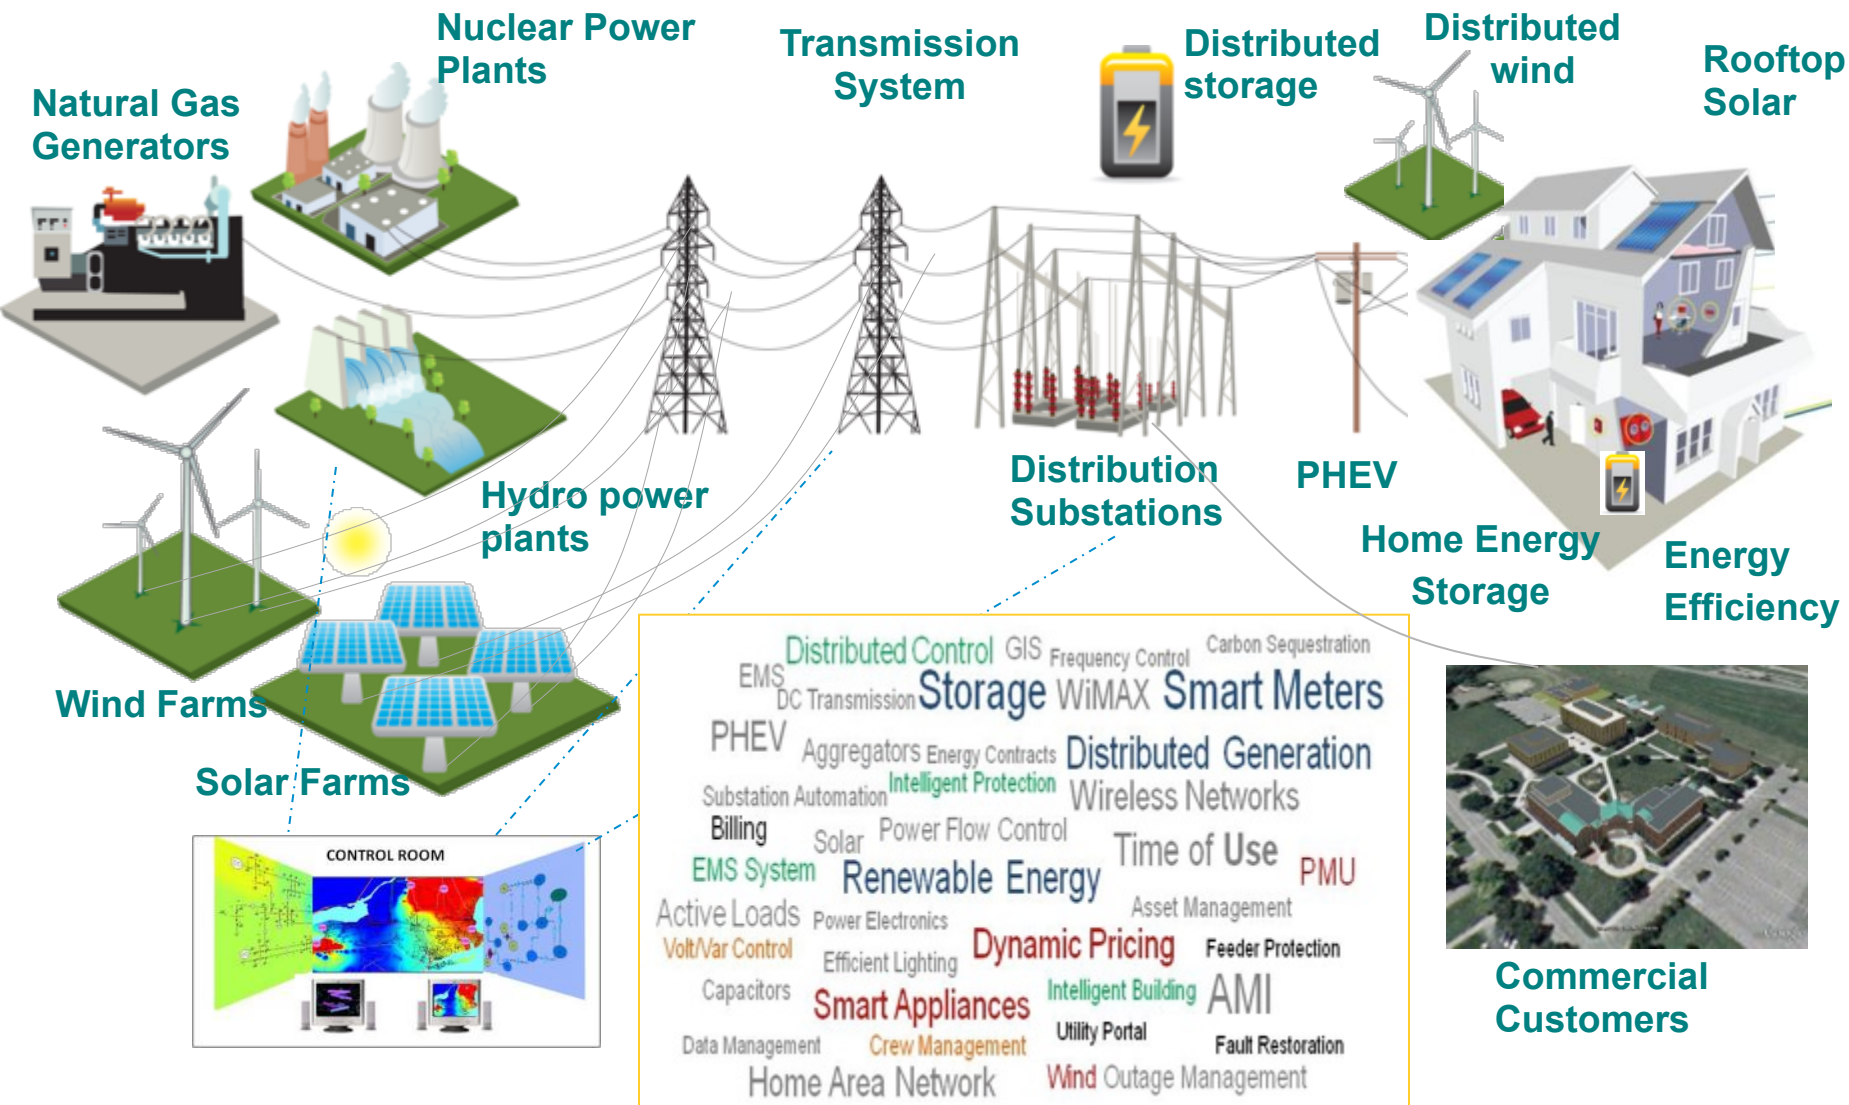 Nuclear Power
Plants
Transmission
System
Distributed
storage
Distributed
wind
Rooftop
Solar
Natural Gas
Generators
Hydro power
plants
Distribution
Substations
PHEV
Home Energy
Storage
Energy
Efficiency
Wind Farms
Solar Farms
CONTROL ROOM
Distributed Control GIS Frequency Control Carbon Sequestration
EMS DC Transmission Storage WiMAX Smart Meters
PHEV Aggregators Energy Contracts Distributed Generation
Substation Automation Intelligent Protection Wireless Networks
Billing Solar Power Flow Control Time of Use
EMS System Renewable Energy PMU
Active Loads Power Electronics Asset Management
Volt/Var Control Efficient Lighting Dynamic Pricing Feeder Protection
Capacitors Smart Appliances Intelligent Building AMI
Data Management Crew Management Utility Portal Fault Restoration
Home Area Network Wind Outage Management
Commercial
Customers